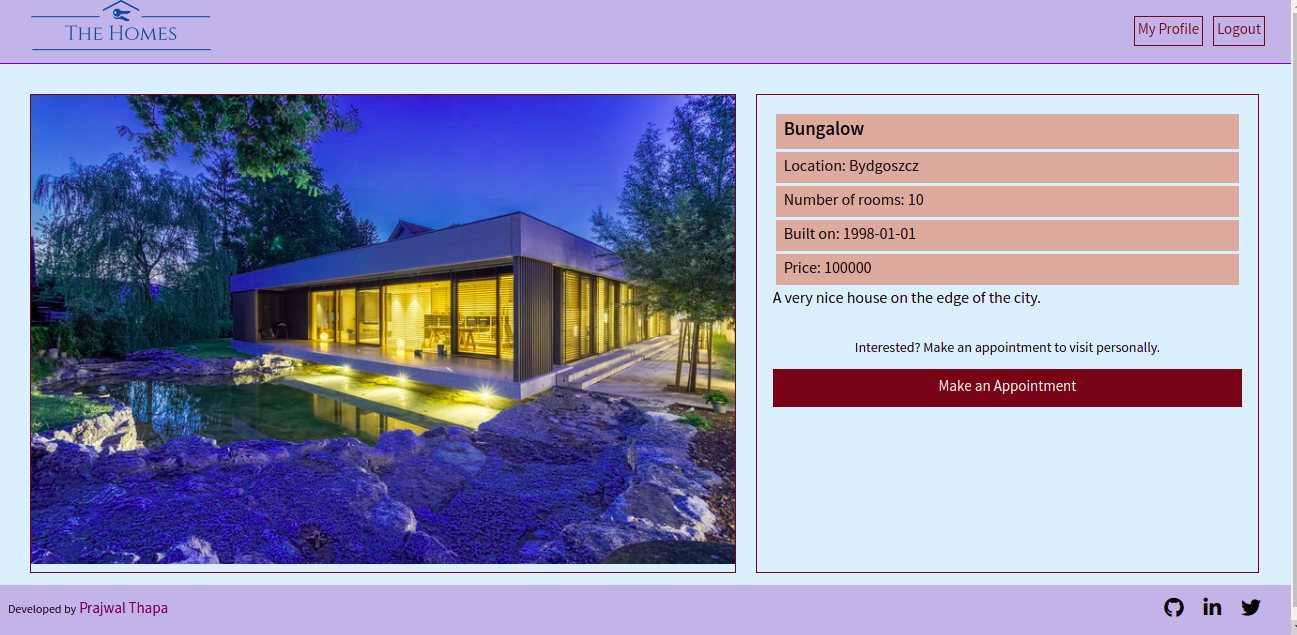 THE HOMES
My Profile
Logout
Bungalow
Location: Bydgoszcz
Number of rooms: 10
Built on: 1998-01-01
Price: 100000
A very nice house on the edge of the city.
Interested? Make an appointment to visit personally.
Make an Appointment
Developed by Prajwal Thapa